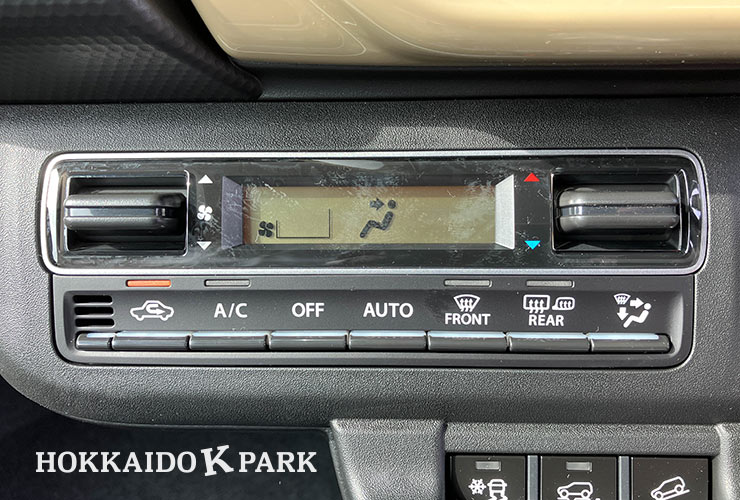 A/C OFF AUTO FRONT REAR
HOKKAIDO K PARK